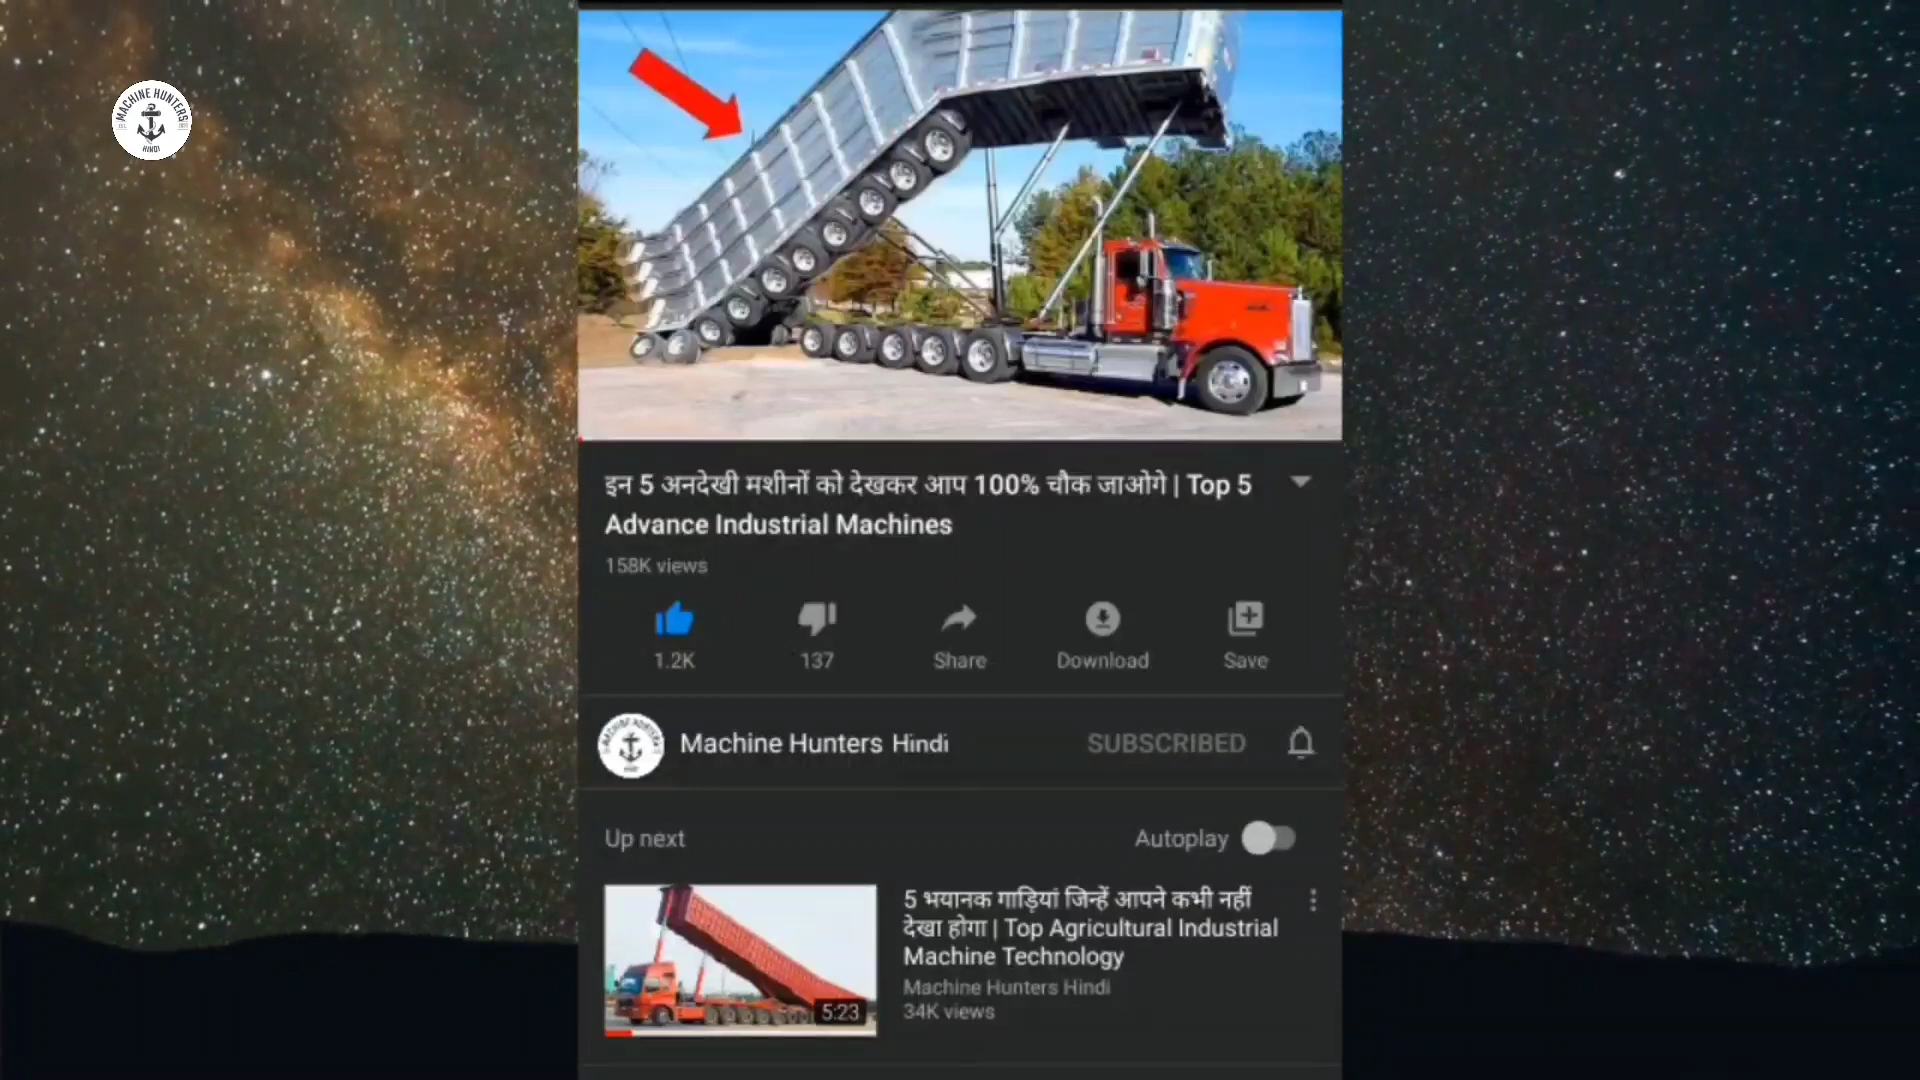 MACHINE HUNTERS
HINDI
इन 5 अनदेखी मशीनों को देखकर आप 100% चौक जाओगे | Top 5
Advance Industrial Machines
158K views
1.2K
137
Share
Download
Save
Machine Hunters Hindi
SUBSCRIBED
Up next
Autoplay
5:23
5 भयानक गाड़ियां जिन्हें आपने कभी नहीं
देखा होगा | Top Agricultural Industrial
Machine Technology
Machine Hunters Hindi
34K views